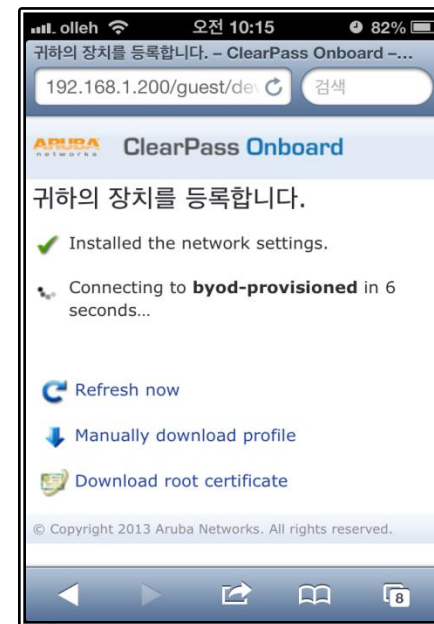 olleh 오전 10:15 82%
귀하의 장치를 등록합니다. – ClearPass Onboard –...
192.168.1.200/guest/de 검색
ARUBA networks ClearPass Onboard
귀하의 장치를 등록합니다.
Installed the network settings.
Connecting to byod-provisioned in 6
seconds...
Refresh now
Manually download profile
Download root certificate
© Copyright 2013 Aruba Networks. All rights reserved.
8